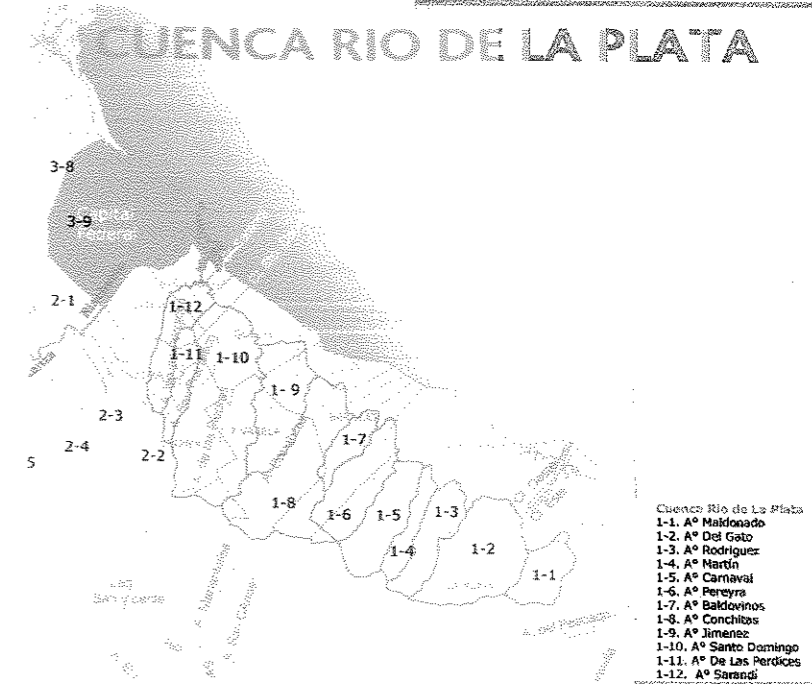 CUENCA RIO DE LA PLATA
3-8
3-9
Capital
Federal
2-1
1-12
1-11
1-10
1-9
2-3
2-4
5
2-2
1-7
1-8
1-6
1-5
1-3
1-4
1-2
1-1
Cuenca Rio de La Plata
1-1. Aº Maldonado
1-2. Aº Del Gato
1-3. Aº Rodriguez
1-4. Aº Martín
1-5. Aº Carnaval
1-6. Aº Pereyra
1-7. Aº Baldovinos
1-8. Aº Conchitas
1-9. Aº Jimenez
1-10. Aº Santo Domingo
1-11. Aº De Las Perdices
1-12. Aº Sarandí